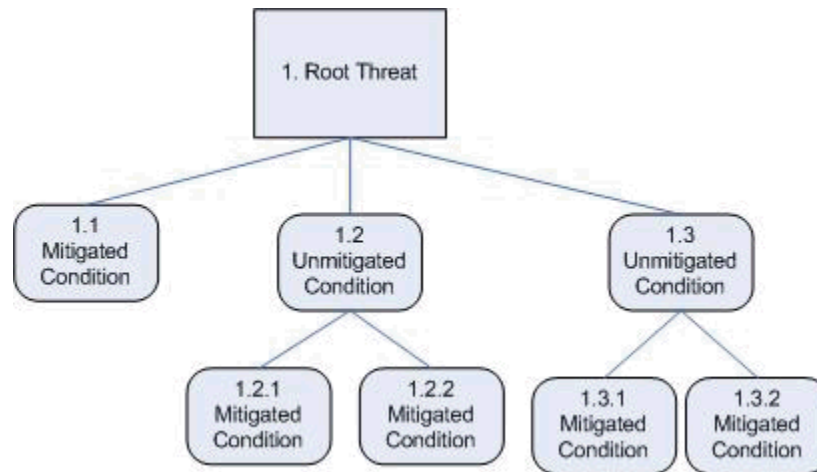 1. Root Threat
1.1
Mitigated
Condition
1.2
Unmitigated
Condition
1.3
Unmitigated
Condition
1.2.1
Mitigated
Condition
1.2.2
Mitigated
Condition
1.3.1
Mitigated
Condition
1.3.2
Mitigated
Condition